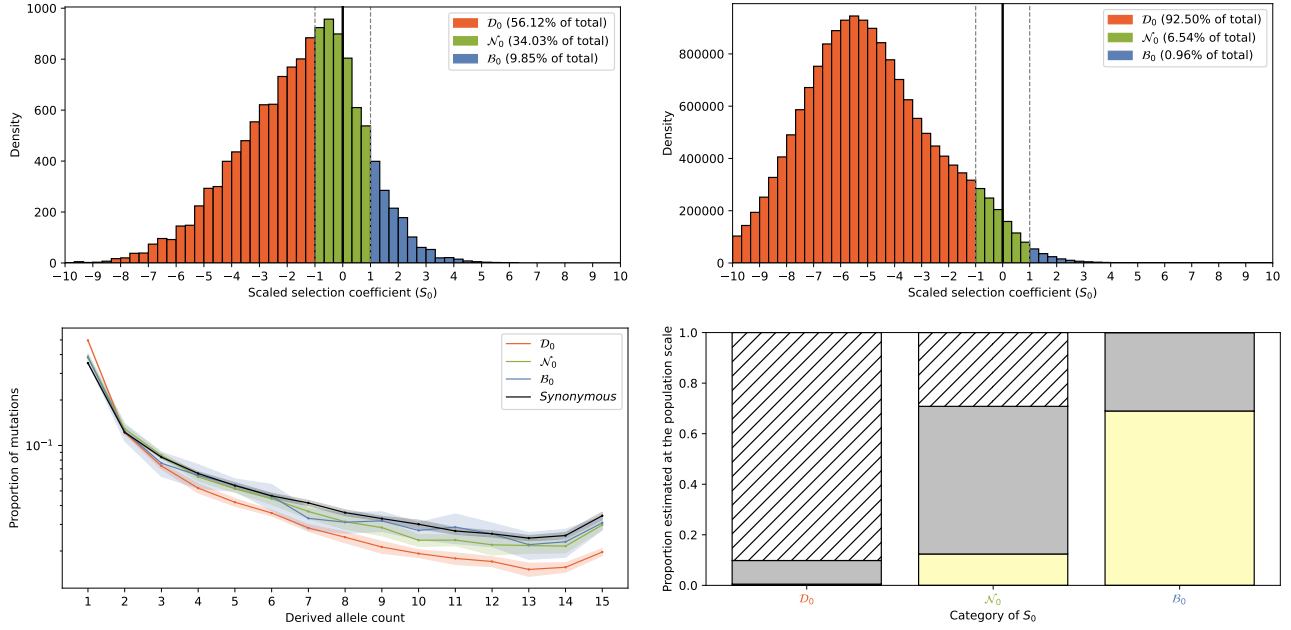 1000
800
600
400
200
0
Density
−10 −9 −8 −7 −6 −5 −4 −3 −2 −1 0 1 2 3 4 5 6 7 8 9 10
Scaled selection coefficient (S₀)
𝒟₀ (56.12% of total)
𝒩₀ (34.03% of total)
ℬ₀ (9.85% of total)
800000
600000
400000
200000
0
Density
−10 −9 −8 −7 −6 −5 −4 −3 −2 −1 0 1 2 3 4 5 6 7 8 9 10
Scaled selection coefficient (S₀)
𝒟₀ (92.50% of total)
𝒩₀ (6.54% of total)
ℬ₀ (0.96% of total)
10⁻¹
Proportion of mutations
1 2 3 4 5 6 7 8 9 10 11 12 13 14 15
Derived allele count
𝒟₀
𝒩₀
ℬ₀
Synonymous
1.0
0.8
0.6
0.4
0.2
0.0
Proportion estimated at the population scale
𝒟₀ 𝒩₀ ℬ₀
Category of S₀